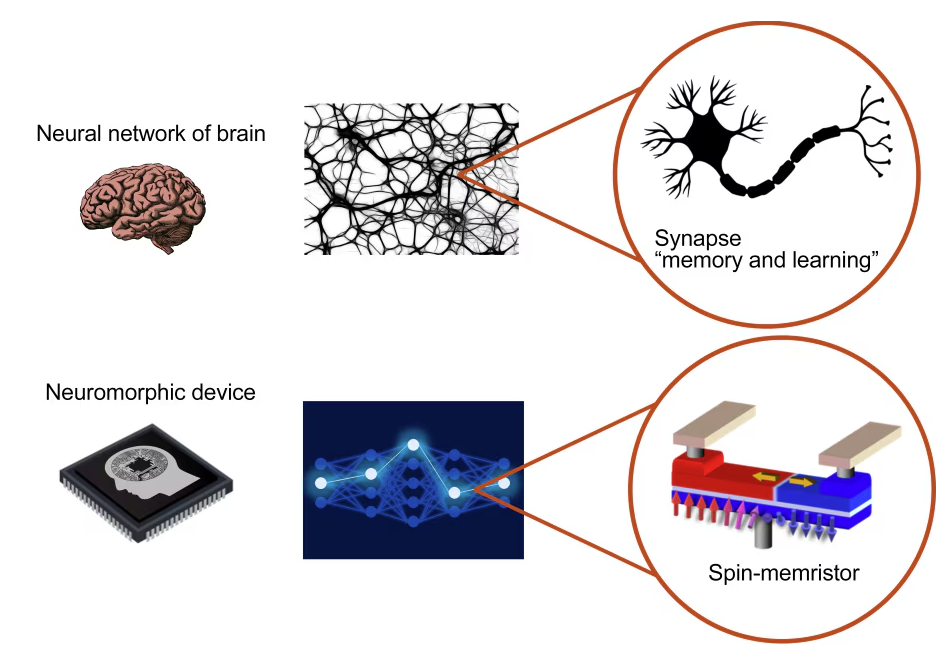 Neural network of brain
Synapse
“memory and learning”
Neuromorphic device
Spin-memristor